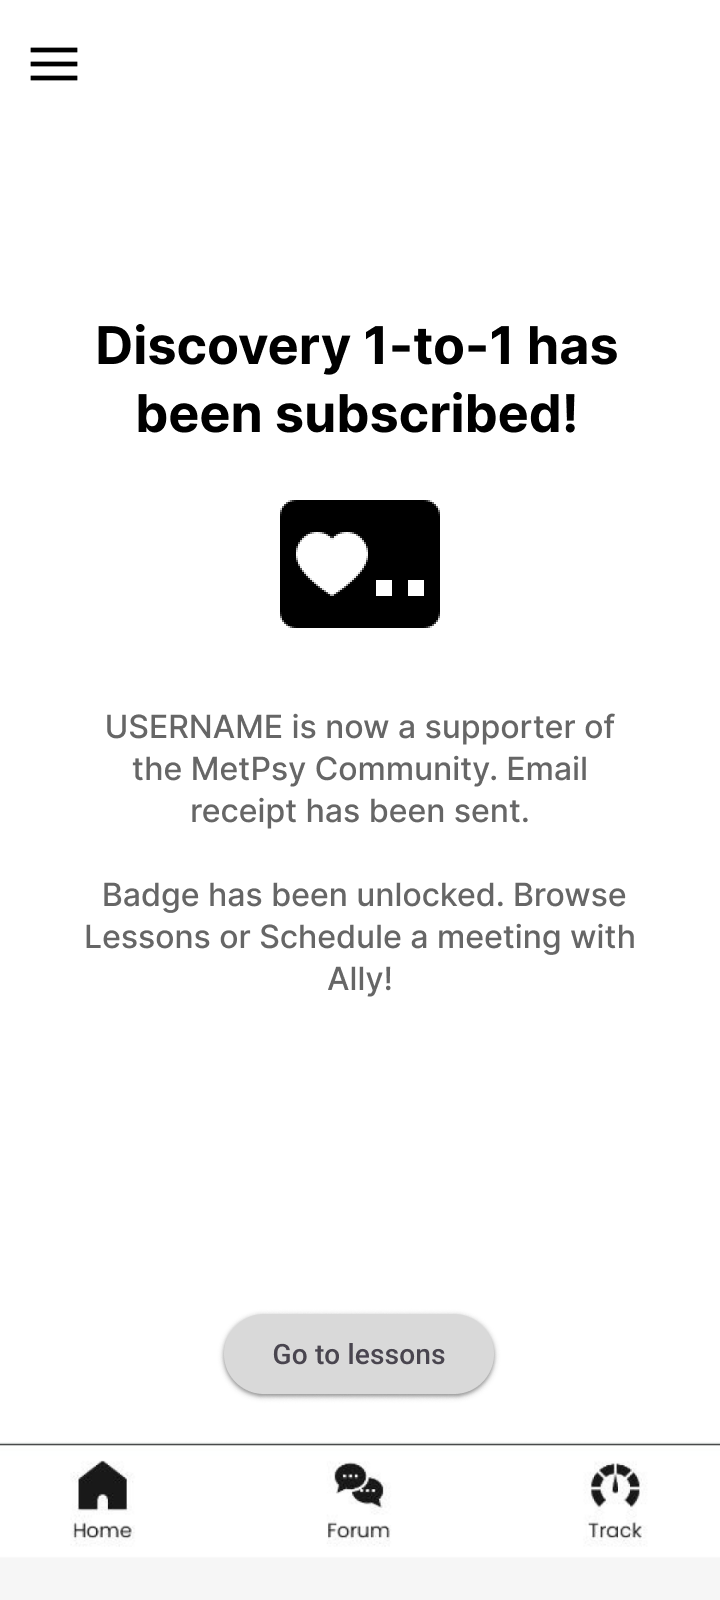 Discovery 1-to-1 has
been subscribed!
USERNAME is now a supporter of
the MetPsy Community. Email
receipt has been sent.
Badge has been unlocked. Browse
Lessons or Schedule a meeting with
Ally!
Go to lessons
Home
Forum
Track